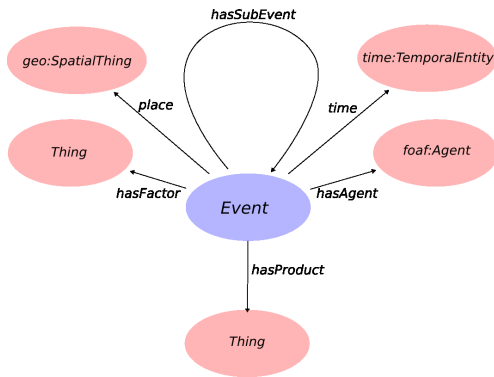 hasSubEvent
geo:SpatialThing
time:TemporalEntity
place
time
Thing
foaf:Agent
hasFactor
hasAgent
Event
hasProduct
Thing